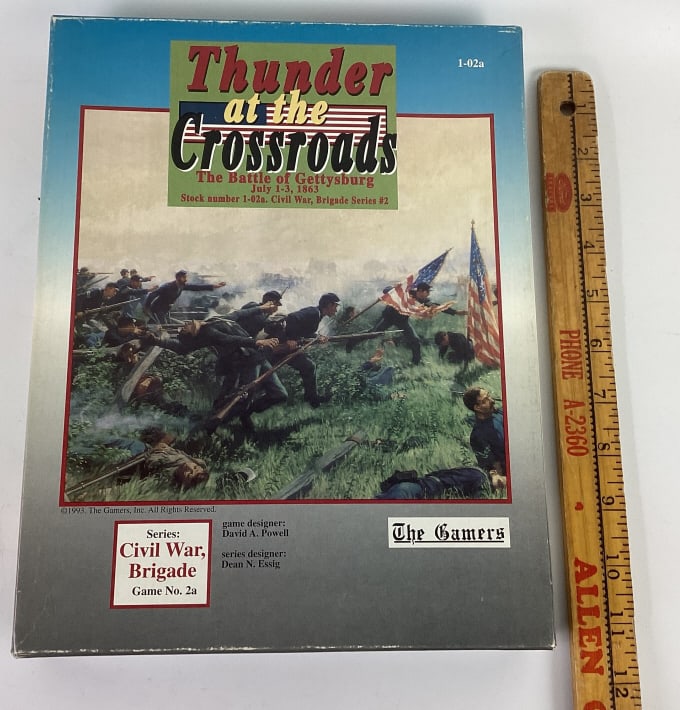 1-02a
Thunder
at the
Crossroads
The Battle of Gettysburg
July 1-3, 1863
Stock number 1-02a. Civil War, Brigade Series #2
©1993. The Gamers, Inc. All Rights Reserved.
Series:
Civil War,
Brigade
Game No. 2a
game designer:
David A. Powell
series designer:
Dean N. Essig
The Gamers
2
3
4
5
6
7
8
9
10
11
12
PHONE A-2360
ALLEN